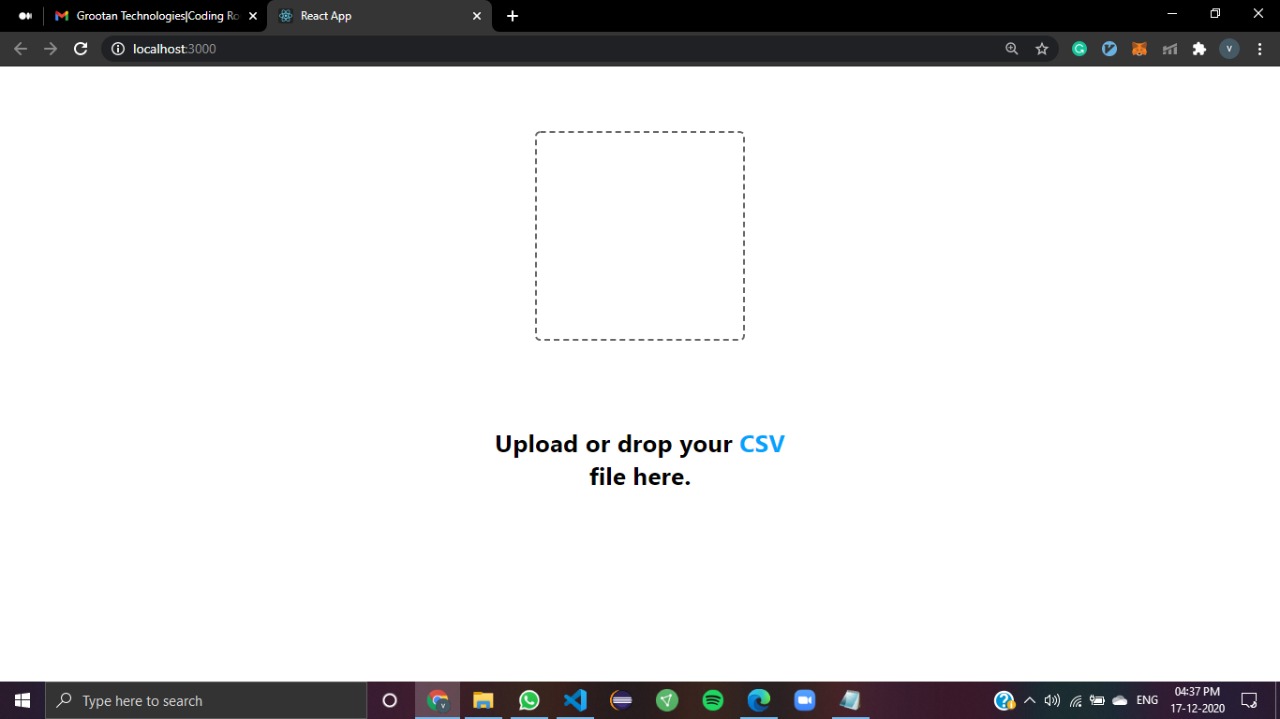 Grootan Technologies|Coding Ro
React App
localhost:3000
V
Upload or drop your CSV
file here.
Type here to search
V
ENG
04:37 PM
17-12-2020